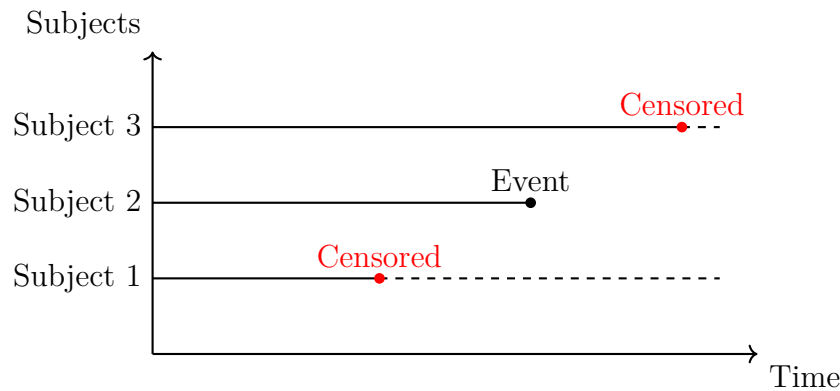 Subjects
Censored
Subject 3
Event
Subject 2
Censored
Subject 1
Time